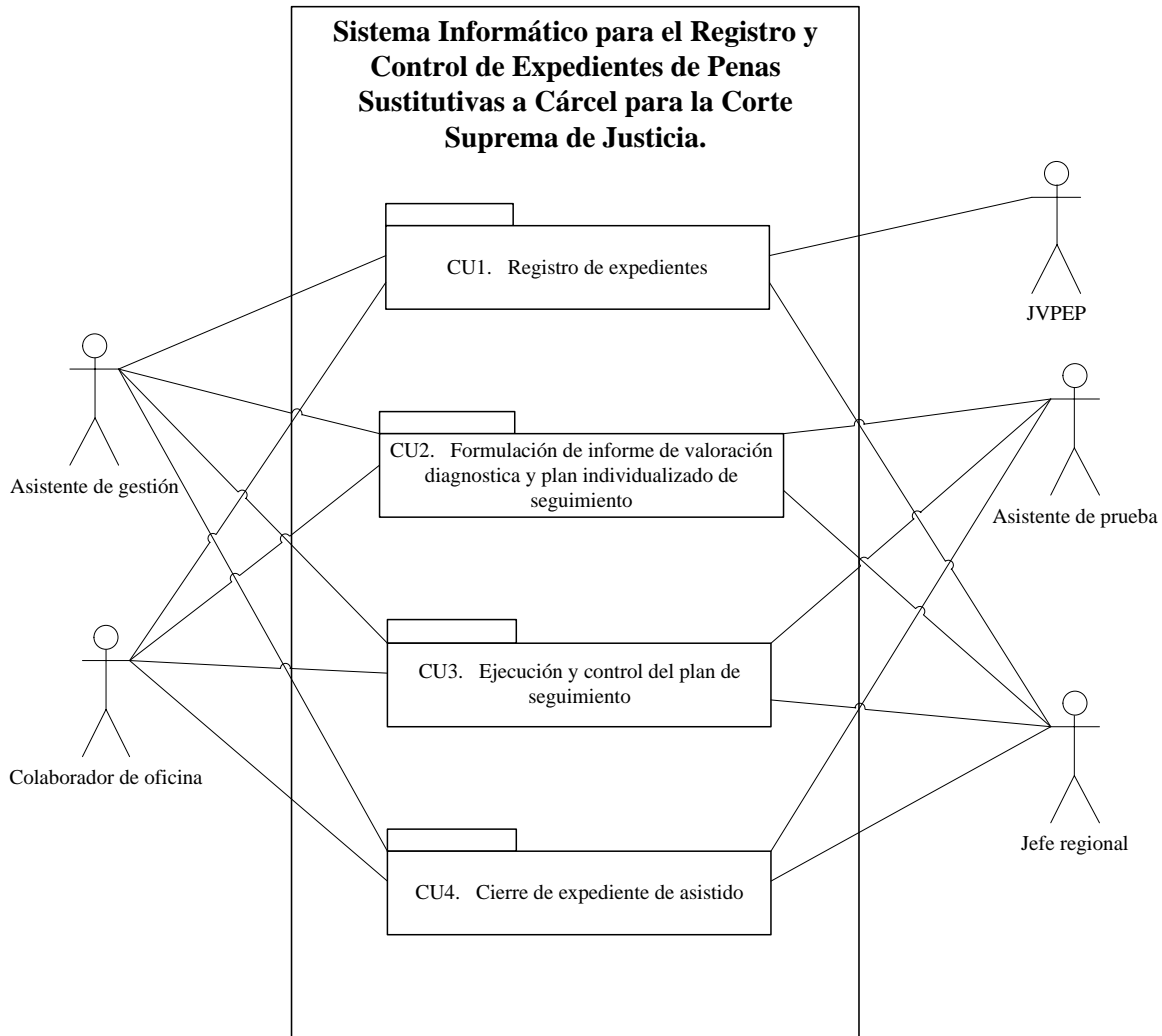 Sistema Informático para el Registro y
Control de Expedientes de Penas
Sustitutivas a Cárcel para la Corte
Suprema de Justicia.
CU1. Registro de expedientes
JVPEP
Asistente de gestión
CU2. Formulación de informe de valoración
diagnostica y plan individualizado de
seguimiento
Asistente de prueba
CU3. Ejecución y control del plan de
seguimiento
Colaborador de oficina
Jefe regional
CU4. Cierre de expediente de asistido